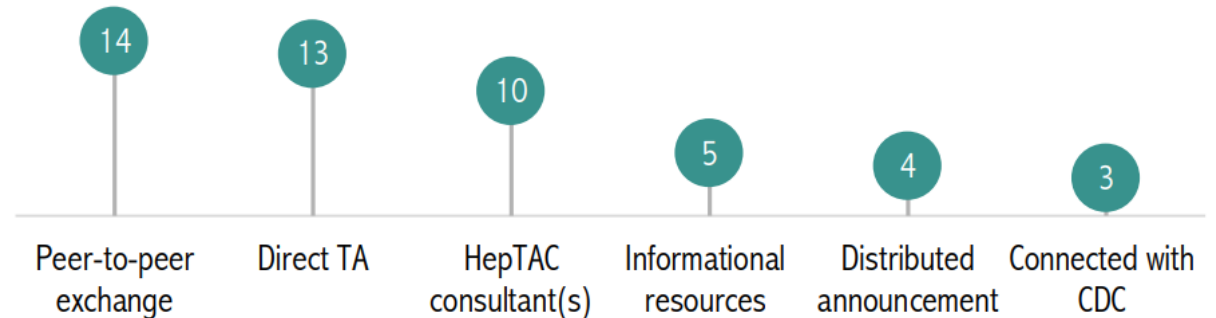 14
13
10
5
4
3
Peer-to-peer
exchange
Direct TA
HepTAC
consultant(s)
Informational
resources
Distributed
announcement
Connected with
CDC